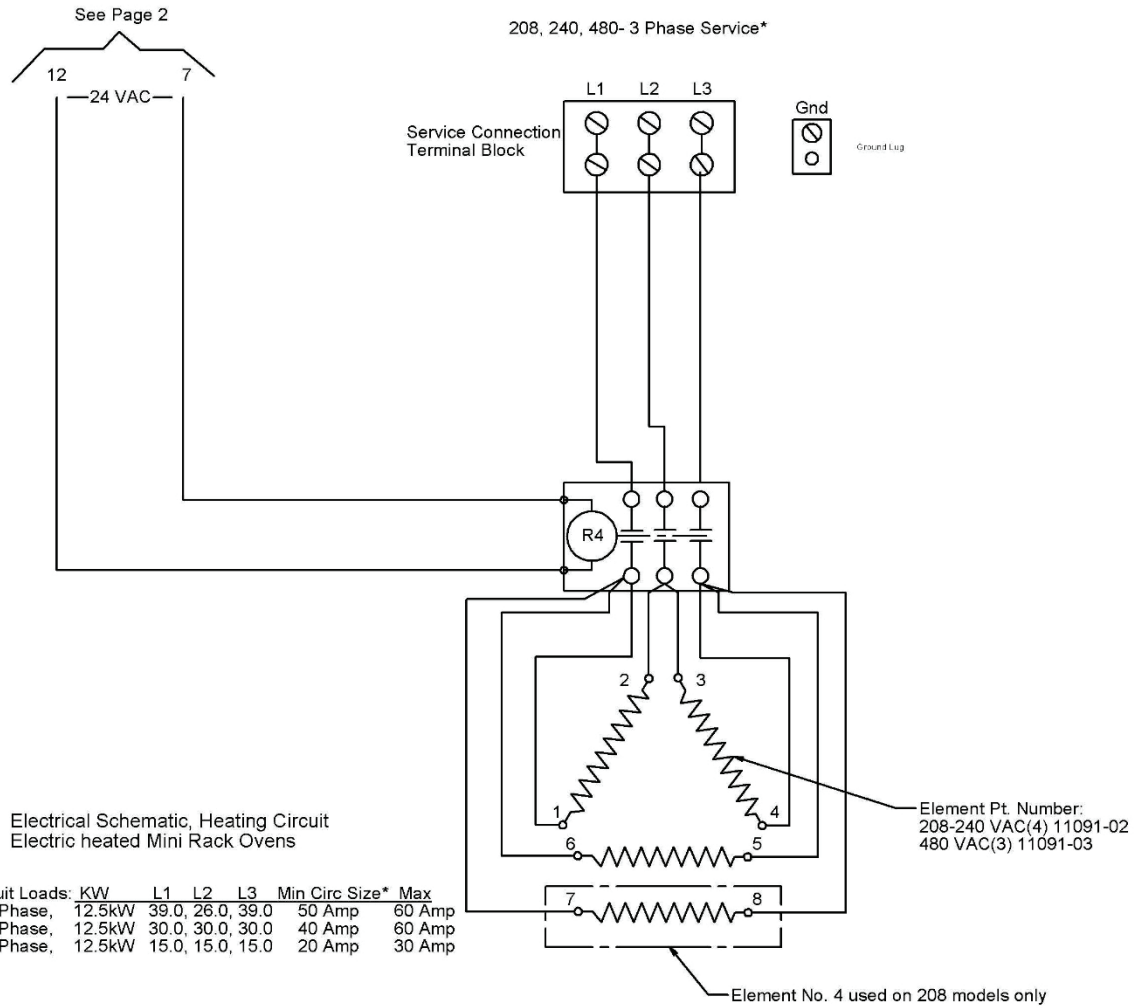 See Page 2
12
7
24 VAC
208, 240, 480- 3 Phase Service*
L1 L2 L3
Gnd
Service Connection
Terminal Block
Ground Lug
R4
2
3
1
4
6
5
7
8
Element Pt. Number:
208-240 VAC(4) 11091-02
480 VAC(3) 11091-03
Electrical Schematic, Heating Circuit
Electric heated Mini Rack Ovens
Loads: KW L1 L2 L3 Min Circ Size* Max
Phase, 12.5kW 39.0, 26.0, 39.0 50 Amp 60 Amp
Phase, 12.5kW 30.0, 30.0, 30.0 40 Amp 60 Amp
Phase, 12.5kW 15.0, 15.0, 15.0 20 Amp 30 Amp
Element No. 4 used on 208 models only